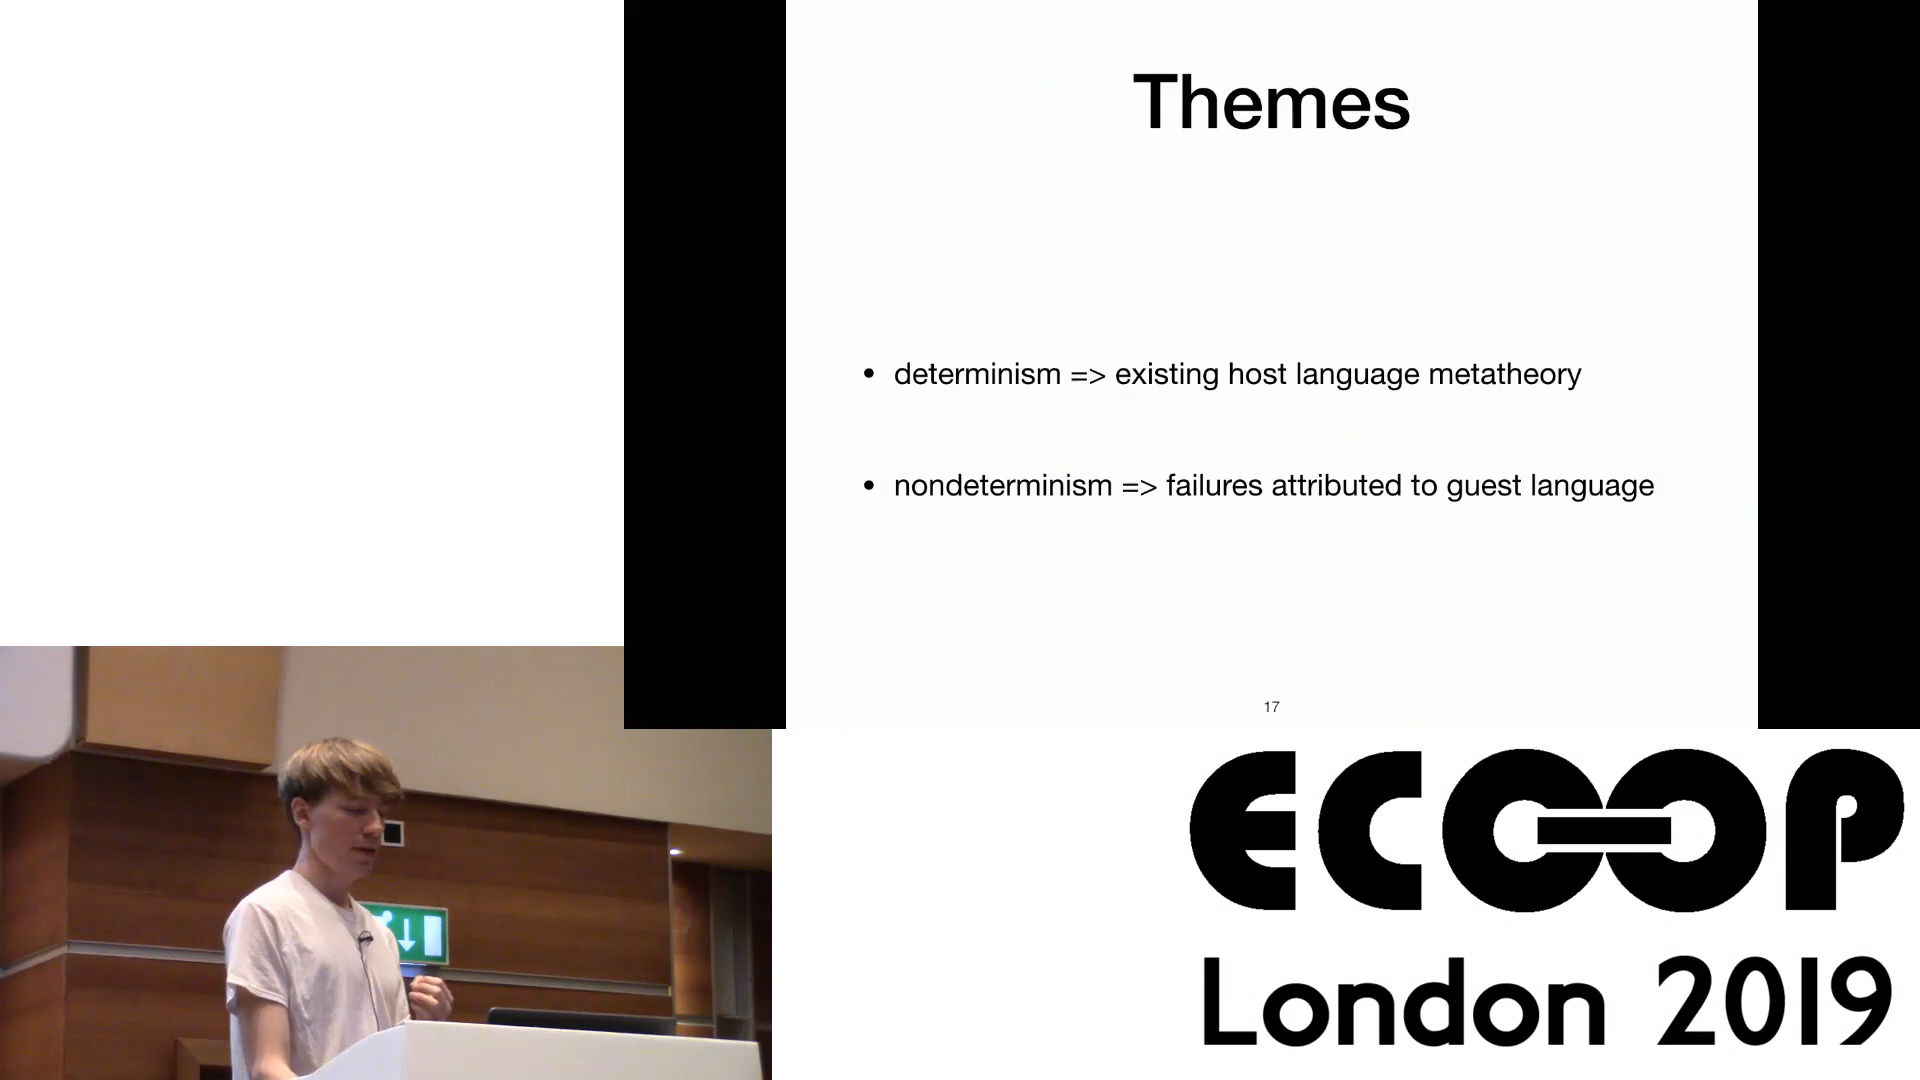 Themes
• determinism => existing host language metatheory
• nondeterminism => failures attributed to guest language
17
ECOOP
London 2019